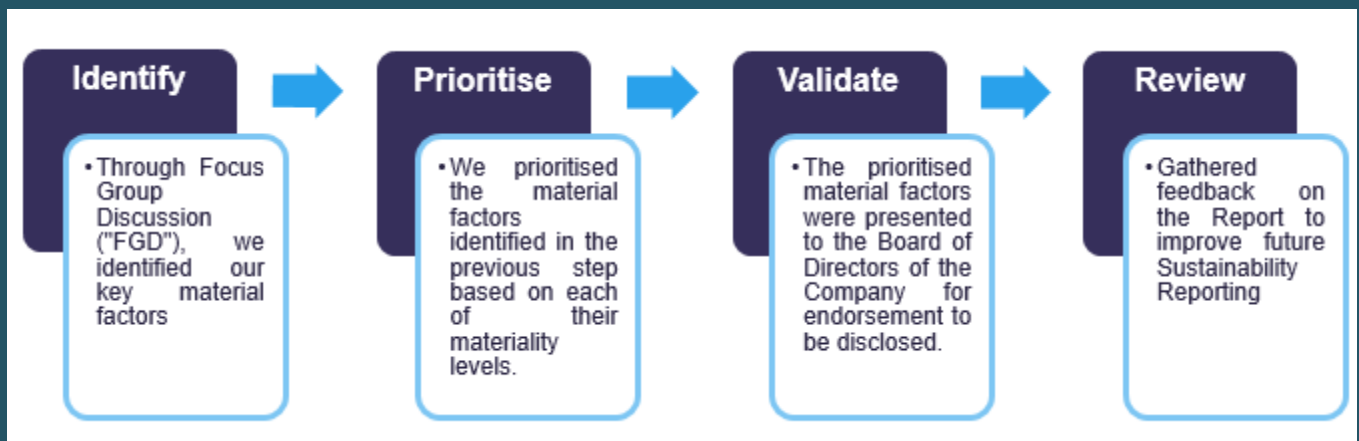 Identify
• Through Focus
Group
Discussion
("FGD"), we
identified our
key material
factors
Prioritise
• We prioritised
the material
factors
identified in the
previous step
based on each
of their
materiality
levels.
Validate
• The prioritised
material factors
were presented
to the Board of
Directors of the
Company for
endorsement to
be disclosed.
Review
• Gathered
feedback on
the Report to
improve future
Sustainability
Reporting